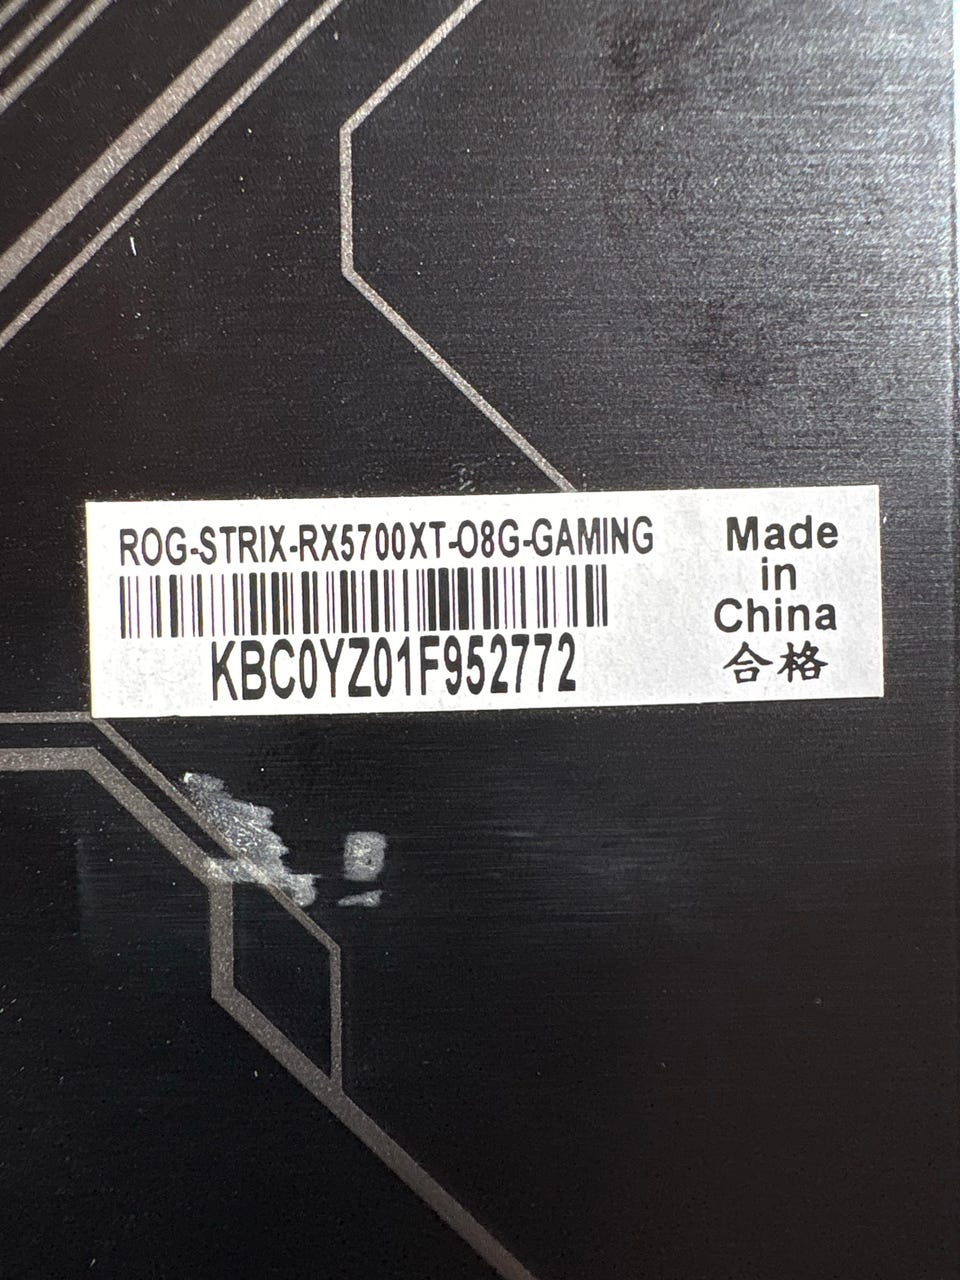 ROG-STRIX-RX5700XT-O8G-GAMING
KBC0YZ01F952772
Made
in
China
合格